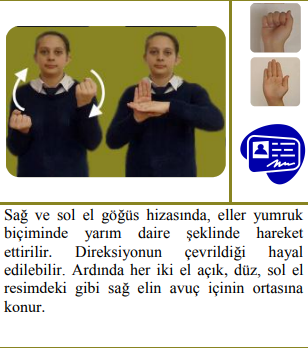 Sağ ve sol el göğüs hizasında, eller yumruk
biçiminde yarım daire şeklinde hareket
ettirilir. Direksiyonun çevrildiği hayal
edilebilir. Ardında her iki el açık, düz, sol el
resimdeki gibi sağ elin avuç içinin ortasına
konur.